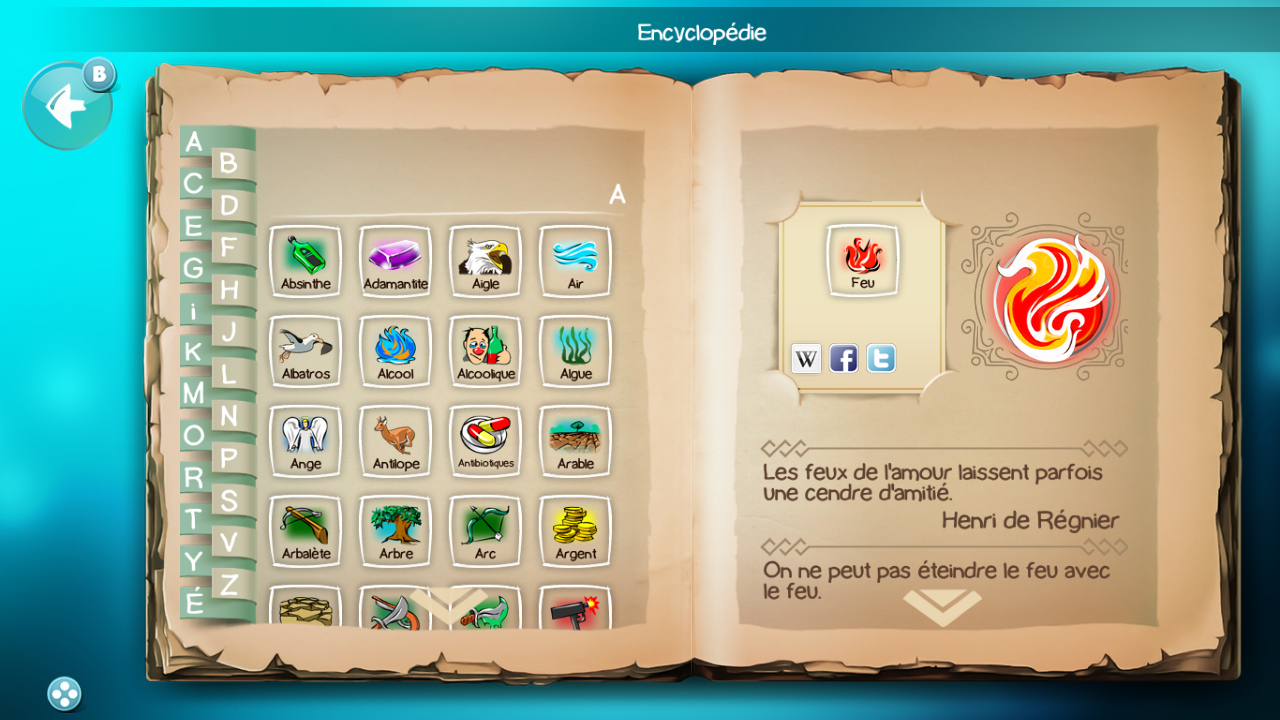 Encyclopédie
B
A
B
C
D
E
F
G
H
i
J
K
L
M
N
O
P
R
S
T
V
Y
Z
É
A
Absinthe Adamantite Aigle Air
Albatros Alcool Alcoolique Algue
Ange Antilope Antibiotiques Arable
Arbalète Arbre Arc Argent
Feu
W f t
Les feux de l'amour laissent parfois
une cendre d'amitié.
Henri de Régnier
On ne peut pas éteindre le feu avec
le feu.